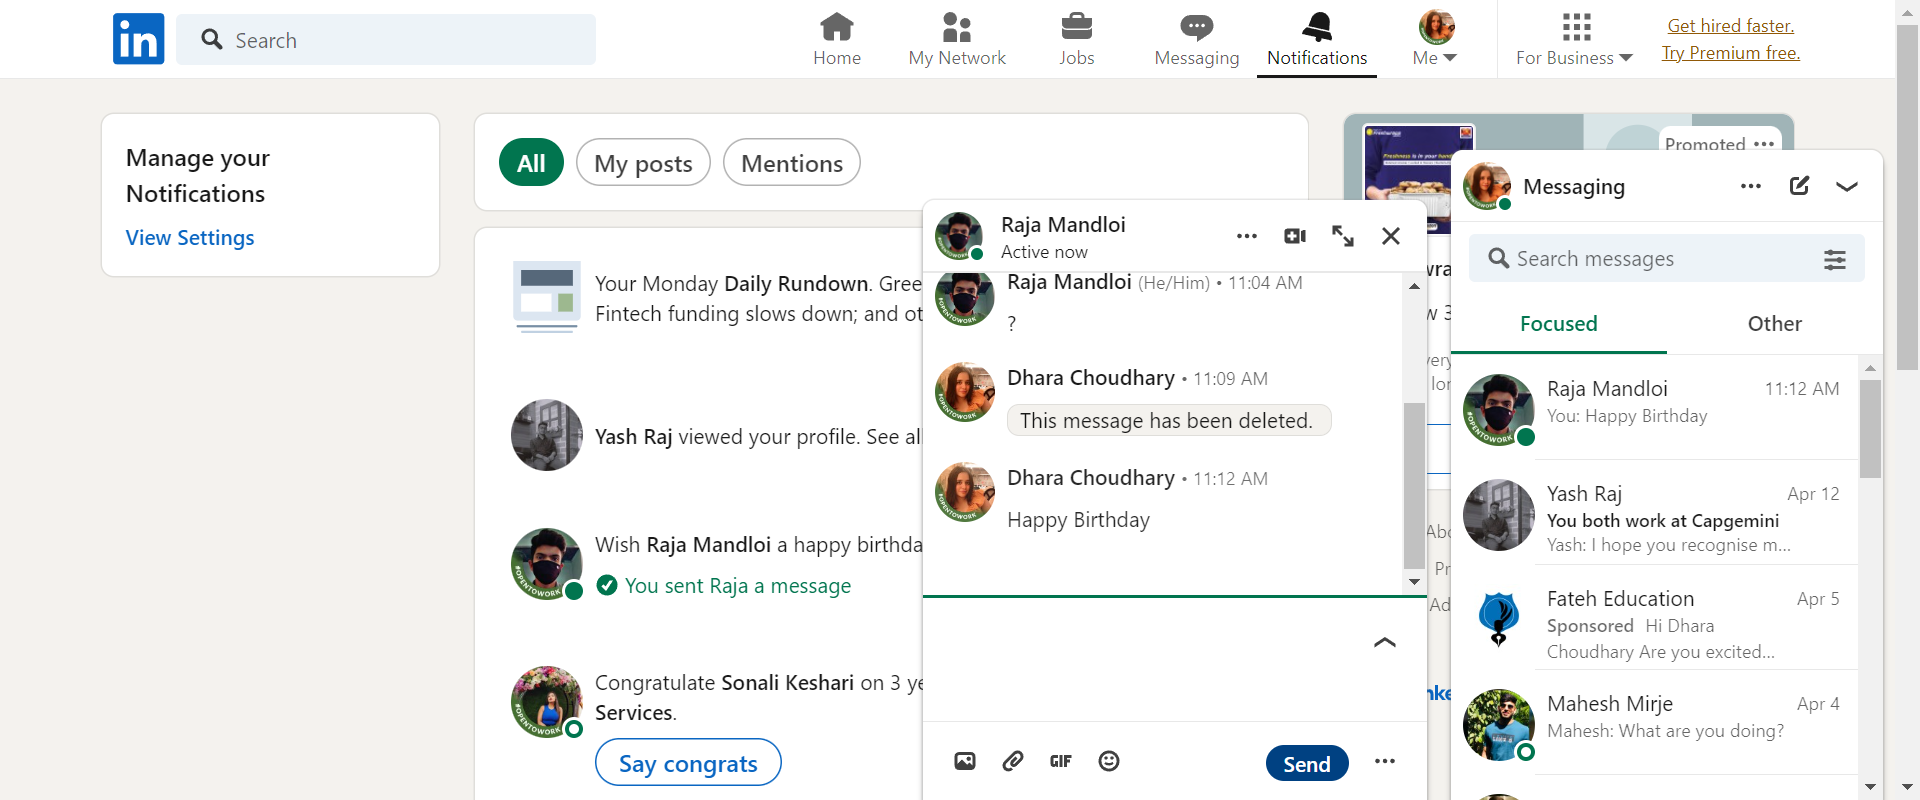 in
Search
Home
My Network
Jobs
Messaging
Notifications
Me
For Business
Get hired faster.
Try Premium free.
Manage your
Notifications
View Settings
All
My posts
Mentions
Your Monday Daily Rundown. Gree
Fintech funding slows down; and ot
Yash Raj viewed your profile. See al
Wish Raja Mandloi a happy birthda
You sent Raja a message
Congratulate Sonali Keshari on 3 ye
Services.
Say congrats
Raja Mandloi
Active now
Raja Mandloi (He/Him) • 11:04 AM
?
Dhara Choudhary • 11:09 AM
This message has been deleted.
Dhara Choudhary • 11:12 AM
Happy Birthday
GIF
Send
Promoted
Freshness is in your hand
Messaging
Search messages
Focused
Other
Raja Mandloi 11:12 AM
You: Happy Birthday
Yash Raj Apr 12
You both work at Capgemini
Yash: I hope you recognise m...
Fateh Education Apr 5
Sponsored Hi Dhara
Choudhary Are you excited...
Mahesh Mirje Apr 4
Mahesh: What are you doing?
#OPENTOWORK